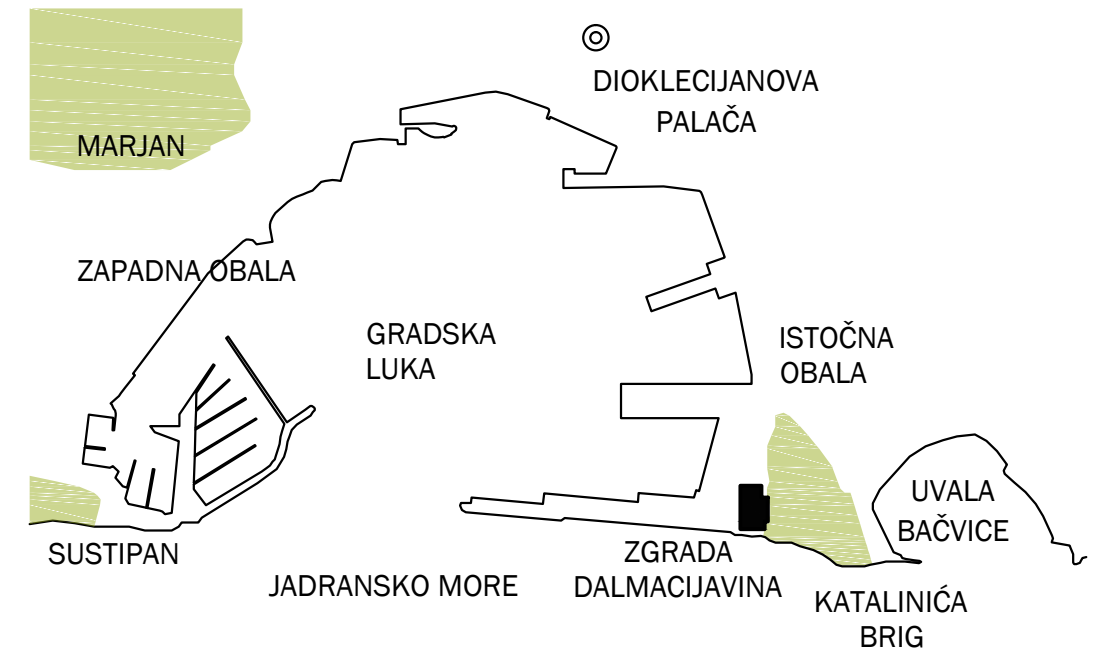 DIOKLECIJANOVA
PALAČA
MARJAN
ZAPADNA OBALA
GRADSKA
LUKA
ISTOČNA
OBALA
UVALA
BAČVICE
SUSTIPAN
JADRANSKO MORE
ZGRADA
DALMACIJAVINA
KATALINIĆA
BRIG